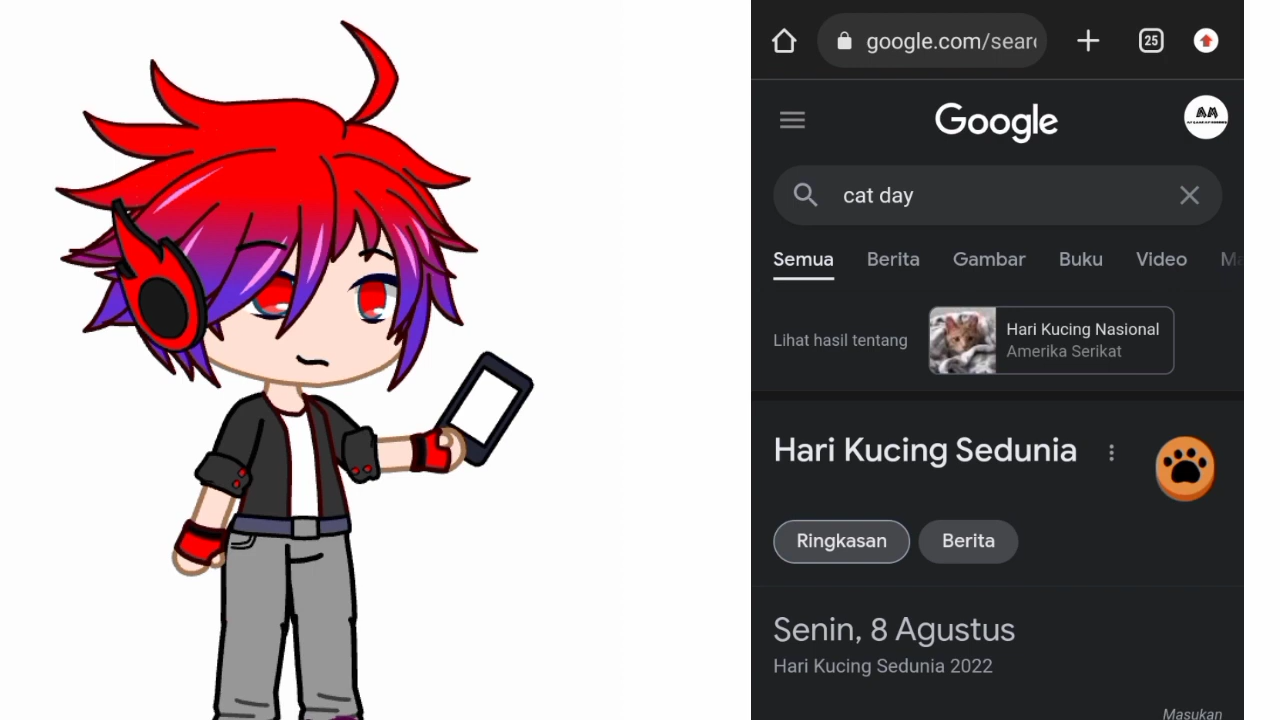 google.com/sear
25
Google
cat day
Semua Berita Gambar Buku Video
Lihat hasil tentang
Hari Kucing Nasional
Amerika Serikat
Hari Kucing Sedunia
Ringkasan Berita
Senin, 8 Agustus
Hari Kucing Sedunia 2022
Masukan